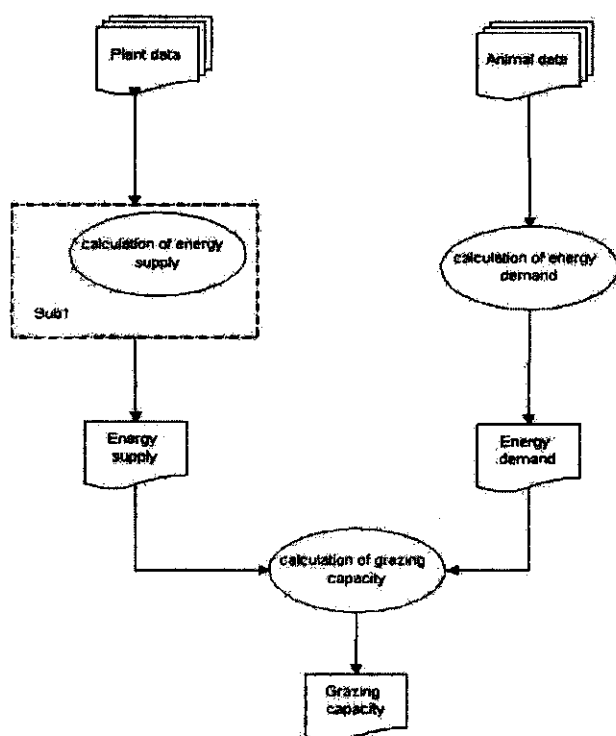 Plant data
Animal data
calculation of energy
supply
Sub1
calculation of energy
demand
Energy
supply
Energy
demand
calculation of grazing
capacity
Grazing
capacity